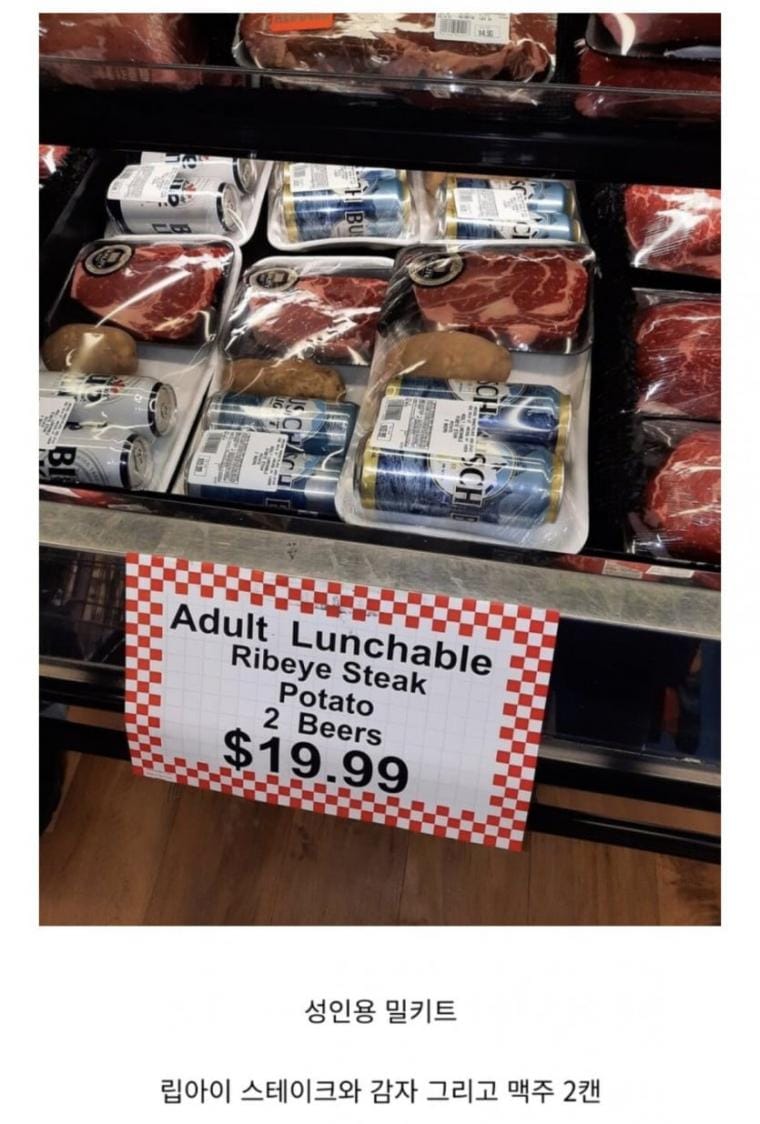 Adult Lunchable
Ribeye Steak
Potato
2 Beers
$19.99
성인용 밀키트
립아이 스테이크와 감자 그리고 맥주 2캔